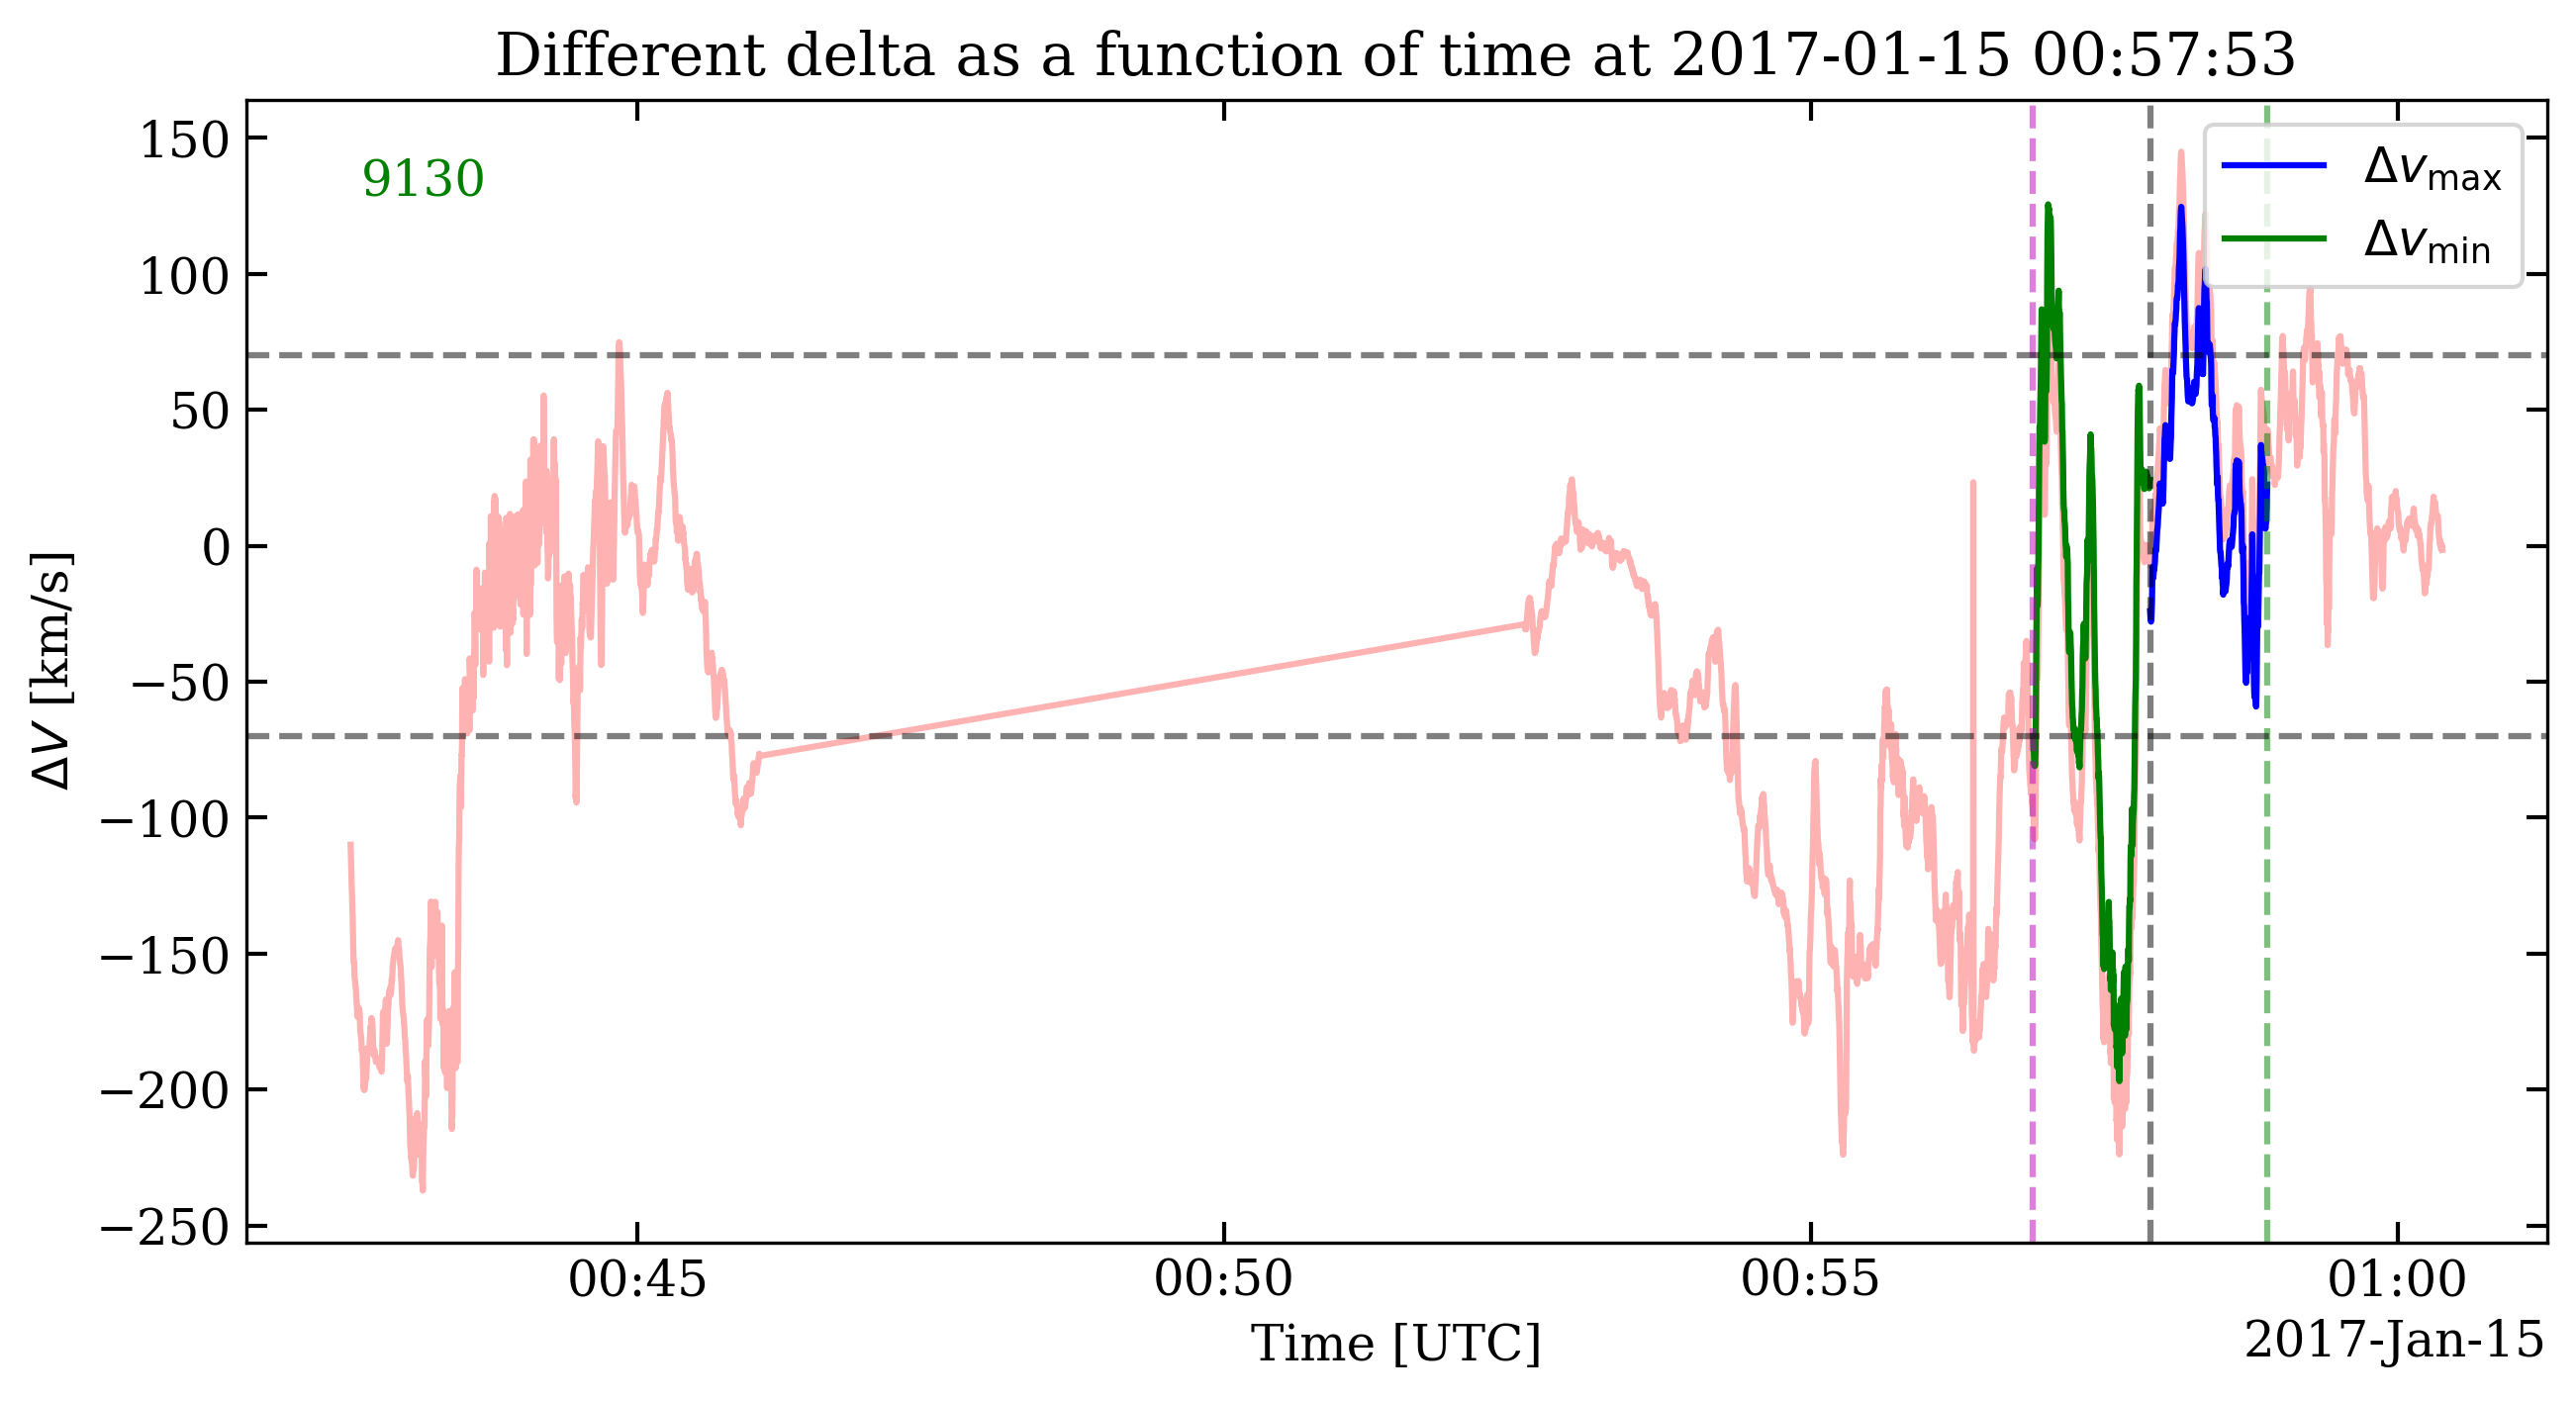 Different delta as a function of time at 2017-01-15 00:57:53
9130
Δv_max
Δv_min
ΔV [km/s]
150
100
50
0
−50
−100
−150
−200
−250
00:45
00:50
00:55
01:00
Time [UTC]
2017-Jan-15